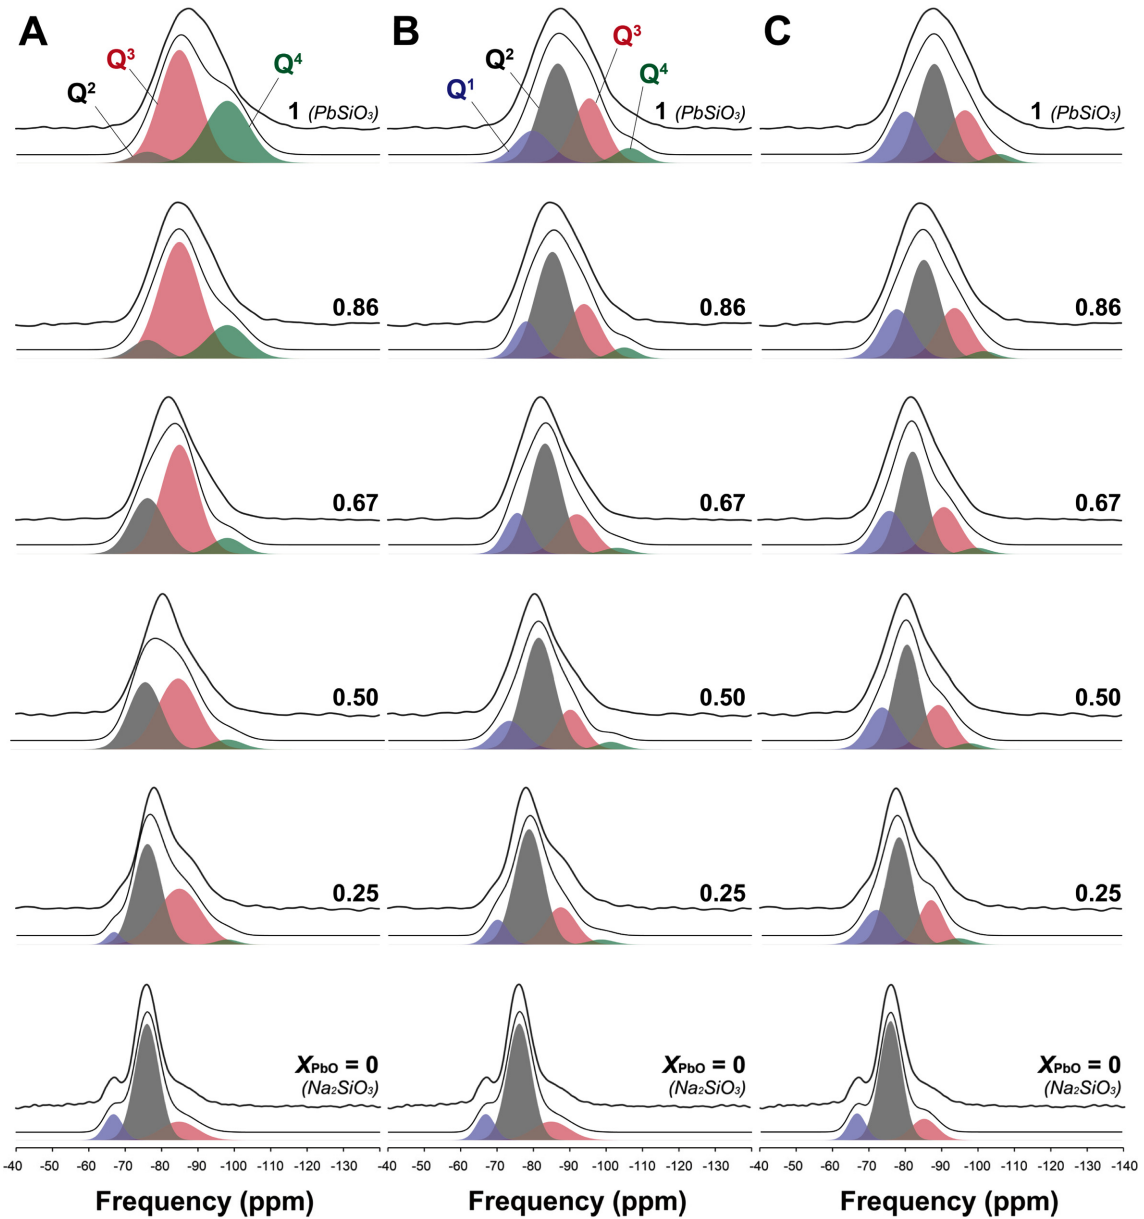 A B C
Q³ Q² Q⁴ 1 (PbSiO₃)
Q³ Q² Q¹ Q⁴ 1 (PbSiO₃)
1 (PbSiO₃)
0.86 0.86 0.86
0.67 0.67 0.67
0.50 0.50 0.50
0.25 0.25 0.25
XPbO = 0 XPbO = 0 XPbO = 0
(Na₂SiO₃) (Na₂SiO₃) (Na₂SiO₃)
-40 -50 -60 -70 -80 -90 -100 -110 -120 -130 -40 -50 -60 -70 -80 -90 -100 -110 -120 -130 -40 -50 -60 -70 -80 -90 -100 -110 -120 -130 -140
Frequency (ppm) Frequency (ppm) Frequency (ppm)